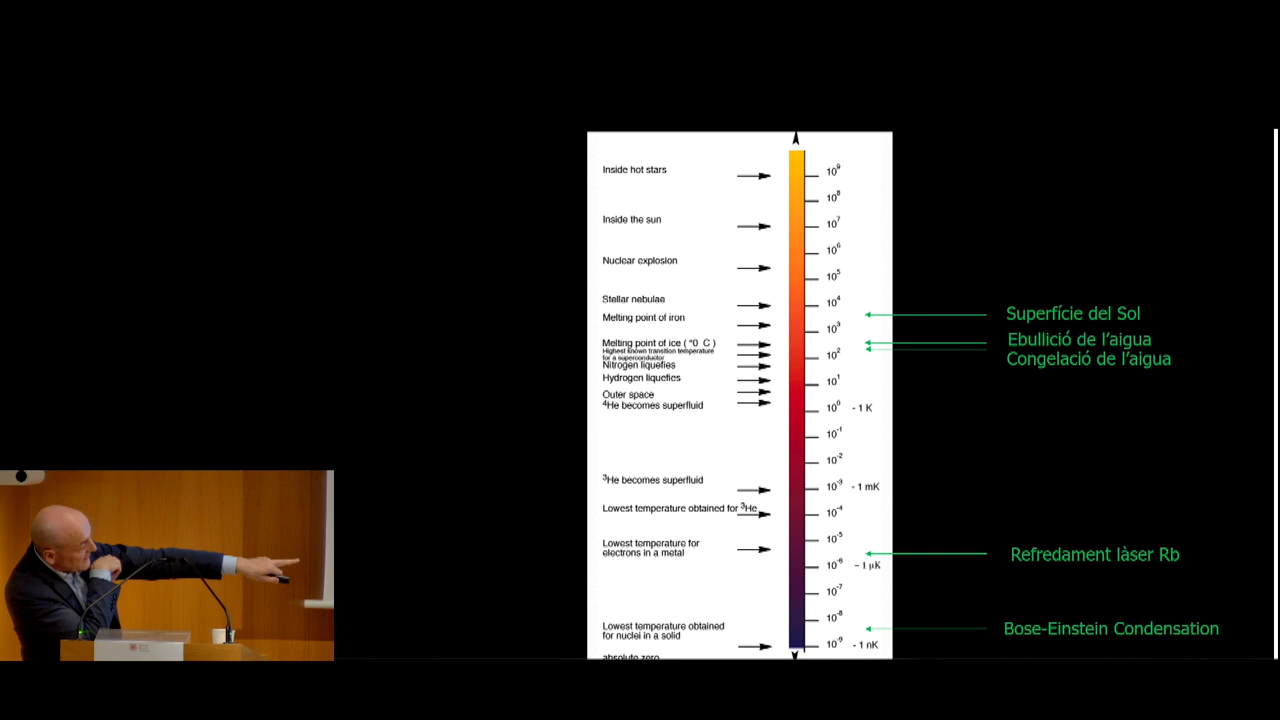 Inside hot stars
10⁹
10⁸
Inside the sun
10⁷
10⁶
Nuclear explosion
10⁵
Stellar nebulae
10⁴
Superfície del Sol
Melting point of iron
10³
Melting point of ice ( °0 C )
Ebullició de l'aigua
Highest known transition temperature
for a superconductor
10²
Congelació de l'aigua
Nitrogen liquefies
Hydrogen liquefies
10¹
Outer space
⁴He becomes superfluid
10⁰ - 1 K
10⁻¹
10⁻²
³He becomes superfluid
10⁻³ - 1 mK
Lowest temperature obtained for ³He
10⁻⁴
10⁻⁵
Lowest temperature for
electrons in a metal
Refredament làser Rb
10⁻⁶ - 1 μK
10⁻⁷
10⁻⁸
Lowest temperature obtained
for nuclei in a solid
Bose-Einstein Condensation
10⁻⁹ - 1 nK
absolute zero